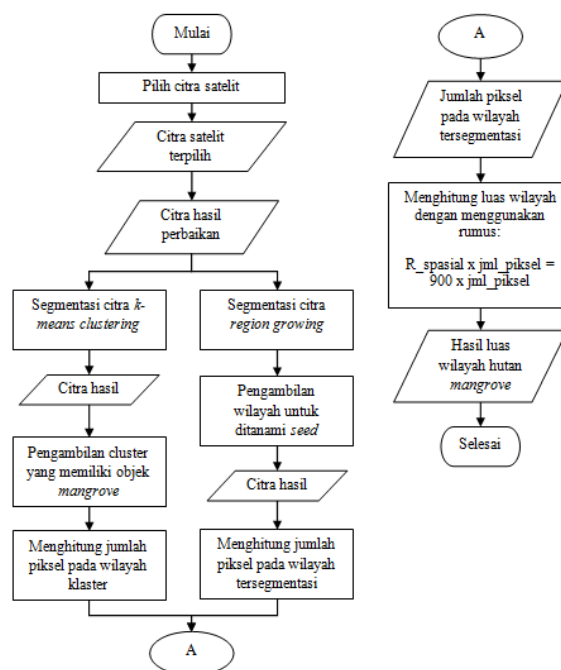 Mulai
Pilih citra satelit
Citra satelit
terpilih
Citra hasil
perbaikan
Segmentasi citra k-
means clustering
Citra hasil
Pengambilan cluster
yang memiliki objek
mangrove
Menghitung jumlah
piksel pada wilayah
klaster
Segmentasi citra
region growing
Pengambilan
wilayah untuk
ditanami seed
Citra hasil
Menghitung jumlah
piksel pada wilayah
tersegmentasi
A
A
Jumlah piksel
pada wilayah
tersegmentasi
Menghitung luas wilayah
dengan menggunakan
rumus:
R_spasial x jml_piksel =
900 x jml_piksel
Hasil luas
wilayah hutan
mangrove
Selesai